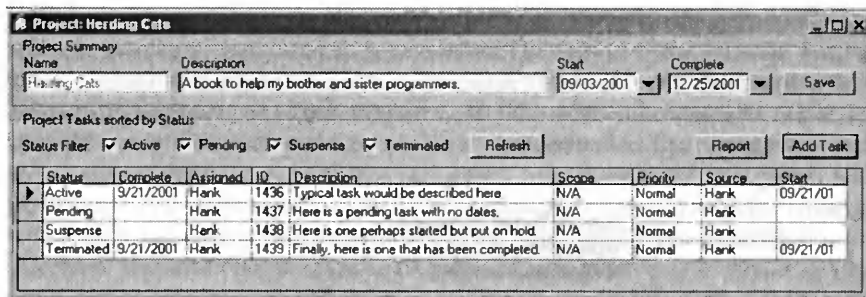 Project: Herding Cats
Project Summary
Name Description Start Complete
Herding Cats A book to help my brother and sister programmers. 09/03/2001 12/25/2001 Save
Project Tasks sorted by Status
Status Filter Active Pending Suspense Terminated Refresh Report Add Task
Status Complete Assigned ID Description Scope Priority Source Start
Active 9/21/2001 Hank 1436 Typical task would be described here N/A Normal Hank 09/21/01
Pending Hank 1437 Here is a pending task with no dates. N/A Normal Hank
Suspense Hank 1438 Here is one perhaps started but put on hold. N/A Normal Hank
Terminated 9/21/2001 Hank 1439 Finally, here is one that has been completed. N/A Normal Hank 09/21/01